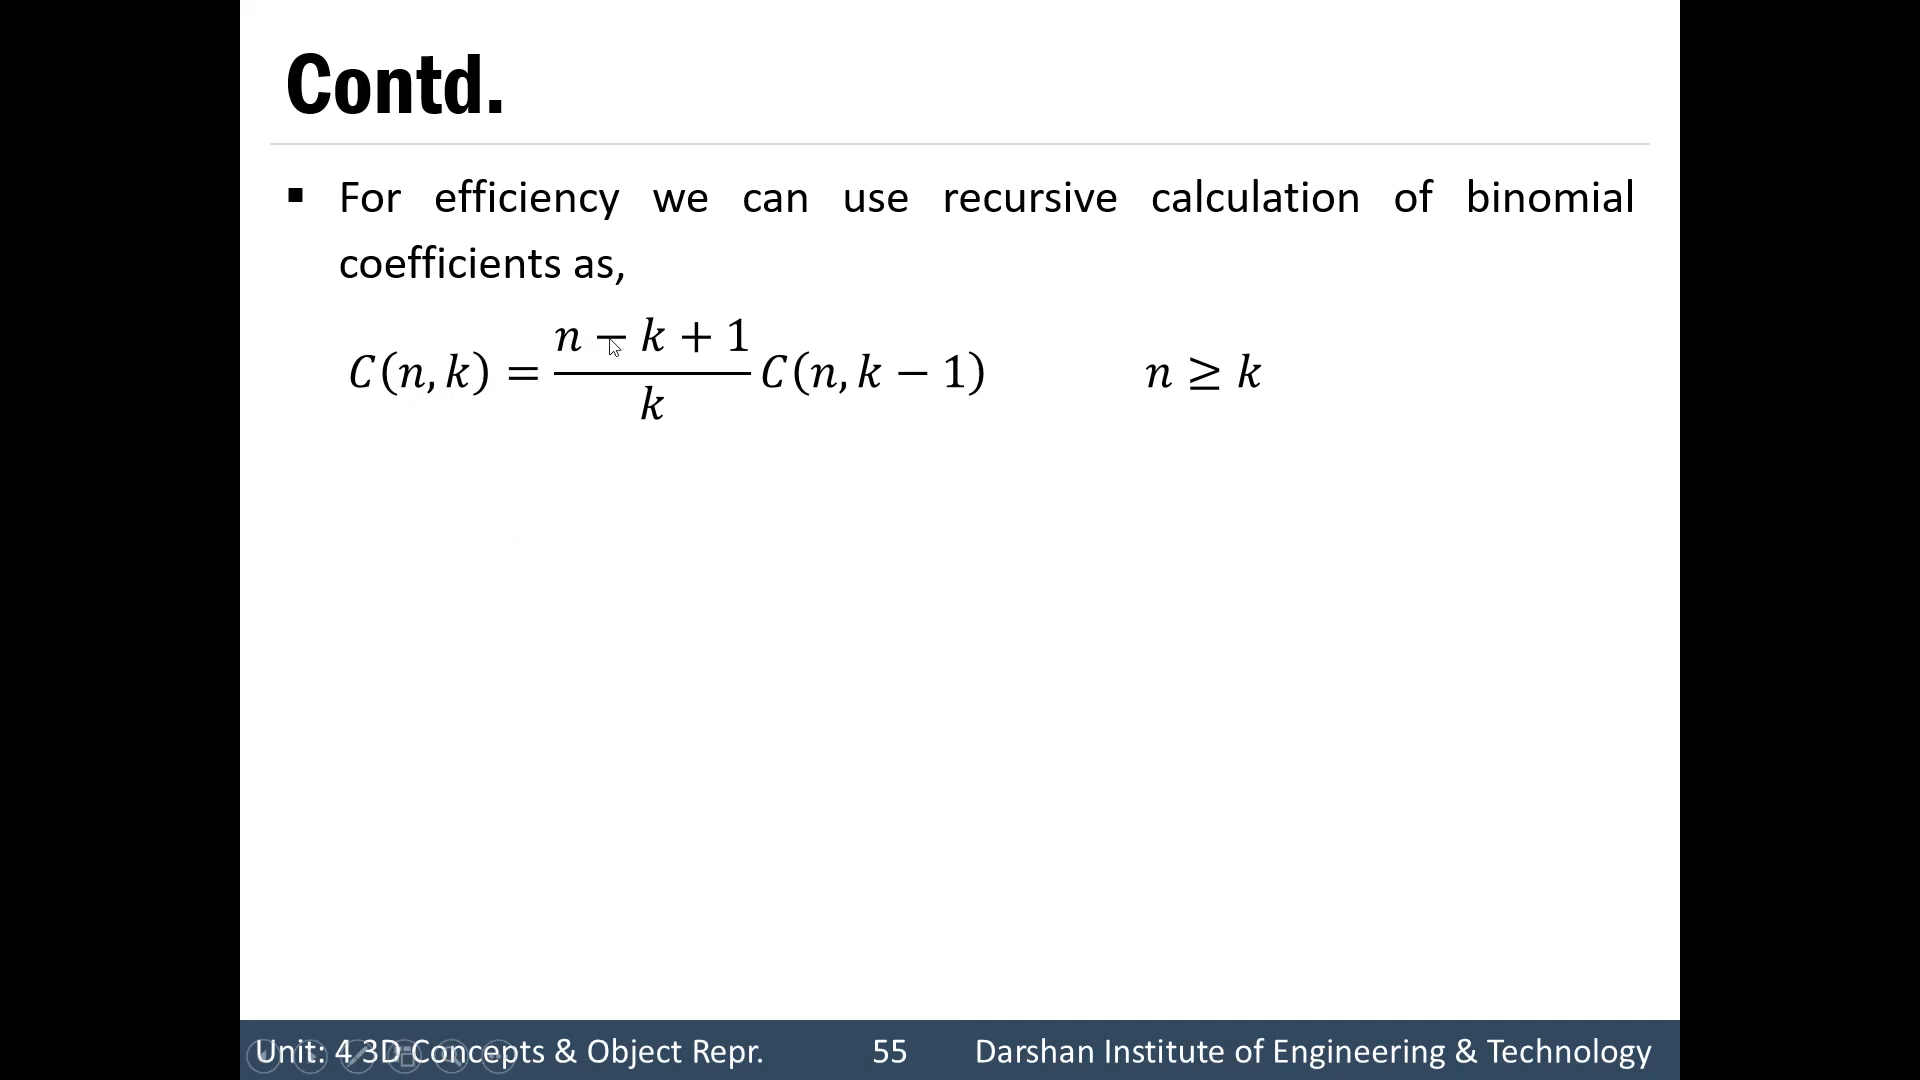 Contd.
▪ For efficiency we can use recursive calculation of binomial
coefficients as,
C(n, k) = \frac{n − k + 1}{k} C(n, k − 1) n ≥ k
Unit: 4 3D Concepts & Object Repr. 55 Darshan Institute of Engineering & Technology